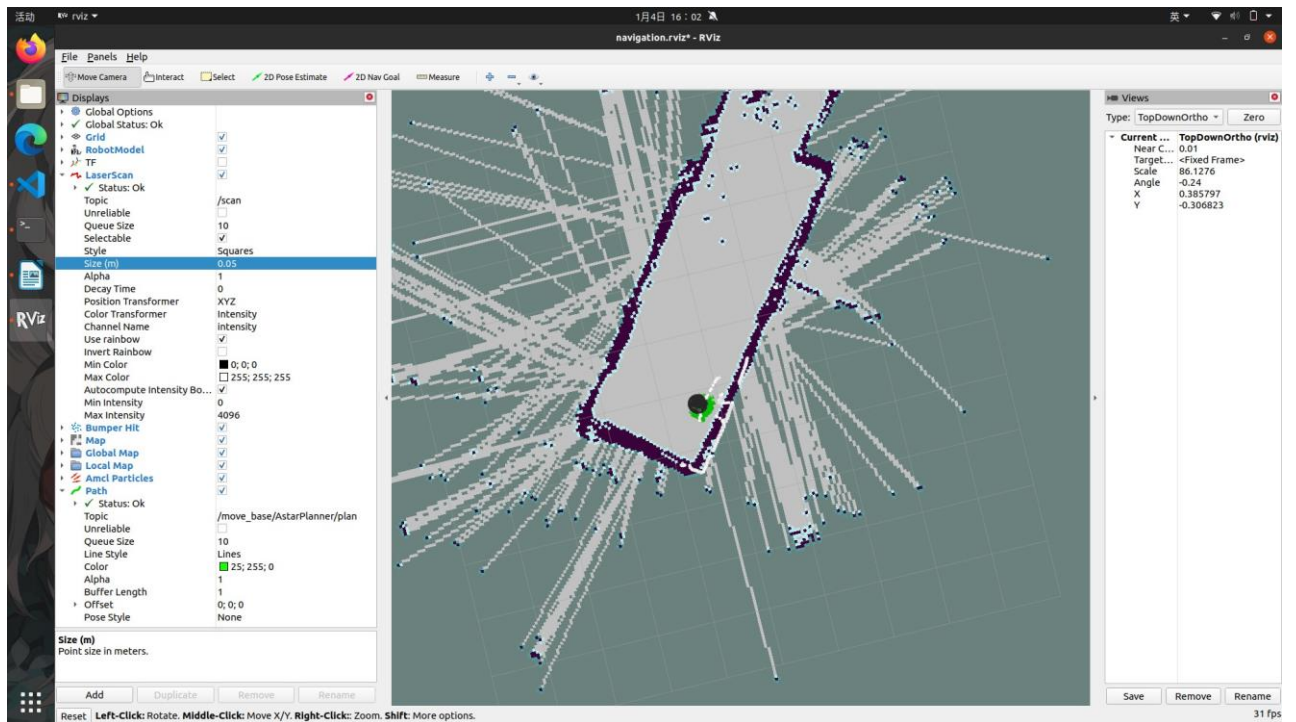 活动
RViz rviz
1月4日 16：02
英
navigation.rviz* - RViz
File Panels Help
Move Camera Interact Select 2D Pose Estimate 2D Nav Goal Measure
Displays
Global Options
Global Status: Ok
Grid
RobotModel
TF
LaserScan
Status: Ok
Topic /scan
Unreliable
Queue Size 10
Selectable
Style Squares
Size (m) 0.05
Alpha 1
Decay Time 0
Position Transformer XYZ
Color Transformer Intensity
Channel Name intensity
Use rainbow
Invert Rainbow
Min Color 0; 0; 0
Max Color 255; 255; 255
Autocompute Intensity Bo...
Min Intensity 0
Max Intensity 4096
Bumper Hit
Map
Global Map
Local Map
Amcl Particles
Path
Status: Ok
Topic /move_base/AstarPlanner/plan
Unreliable
Queue Size 10
Line Style Lines
Color 25; 255; 0
Alpha 1
Buffer Length 1
Offset 0; 0; 0
Pose Style None
Size (m)
Point size in meters.
Add Duplicate Remove Rename
Reset Left-Click: Rotate. Middle-Click: Move X/Y. Right-Click:: Zoom. Shift: More options.
31 fps
Views
Type: TopDownOrtho Zero
Current ... TopDownOrtho (rviz)
Near C... 0.01
Target... <Fixed Frame>
Scale 86.1276
Angle -0.24
X 0.385797
Y -0.306823
Save Remove Rename
RViz